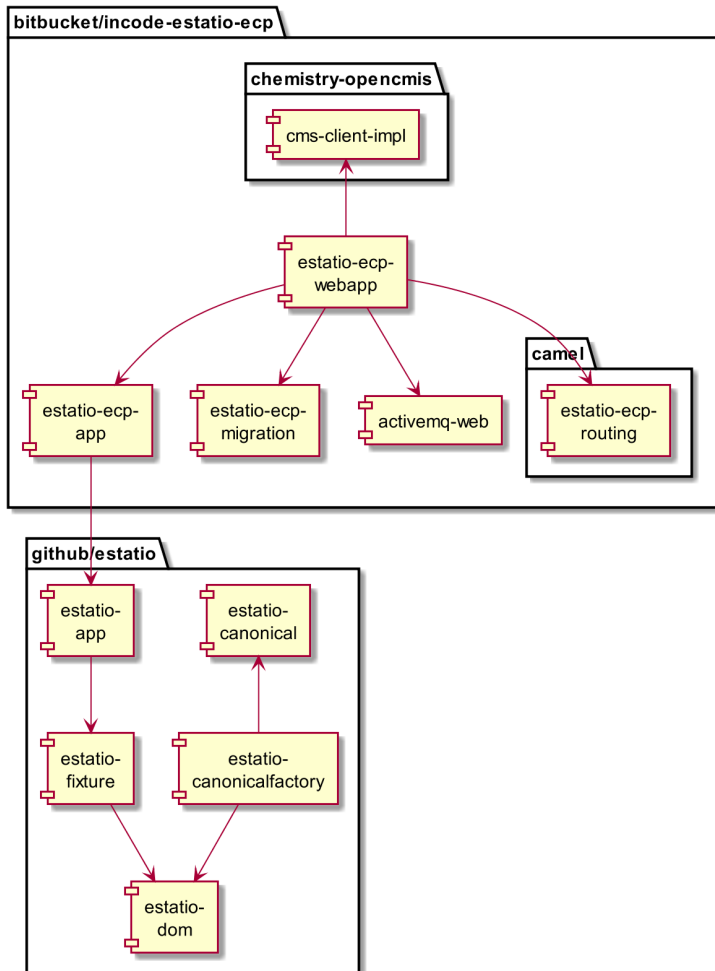 bitbucket/incode-estatio-ecp
chemistry-opencmis
cms-client-impl
estatio-ecp-
webapp
camel
estatio-ecp-
app
estatio-ecp-
migration
activemq-web
estatio-ecp-
routing
github/estatio
estatio-
app
estatio-
canonical
estatio-
fixture
estatio-
canonicalfactory
estatio-
dom